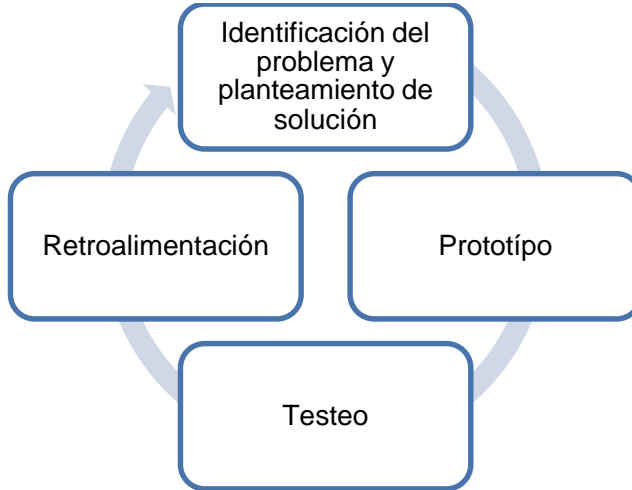 Identificación del
problema y
planteamiento de
solución
Retroalimentación
Prototípo
Testeo